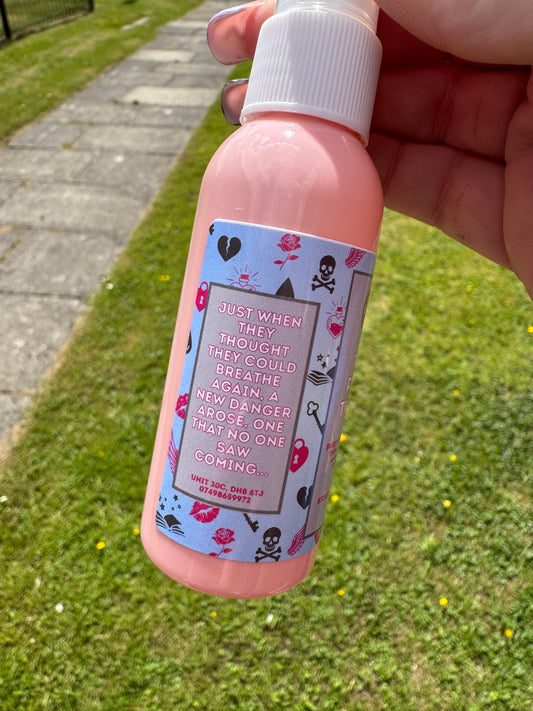 JUST WHEN
THEY
THOUGHT
THEY COULD
BREATHE
AGAIN, A
NEW DANGER
AROSE. ONE
THAT NO ONE
SAW
COMING...
UNIT 30C, DH8 6TJ
07498659972